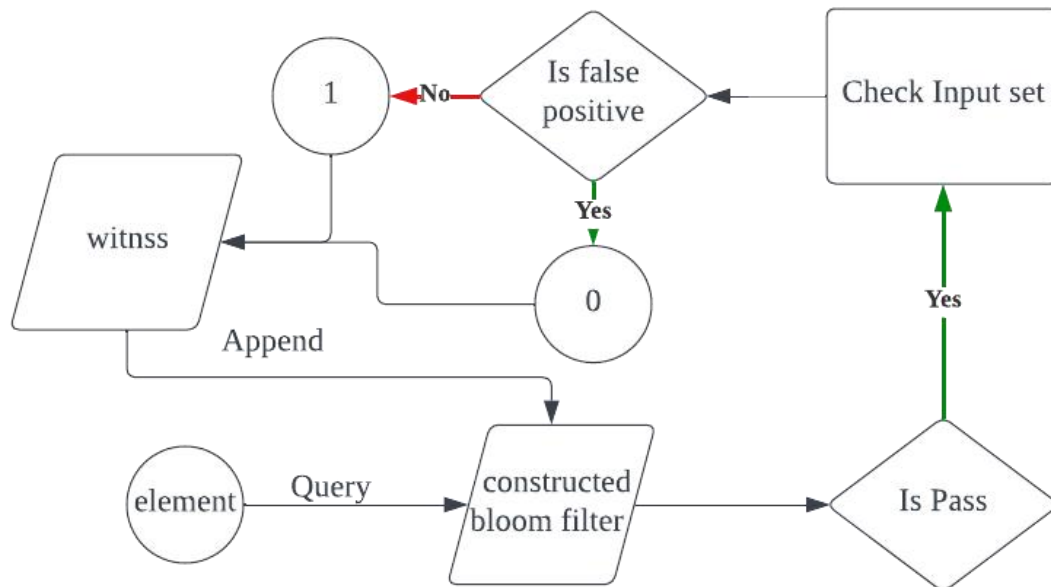 1
No
Is false
positive
Check Input set
Yes
witnss
0
Yes
Append
element
Query
constructed
bloom filter
Is Pass